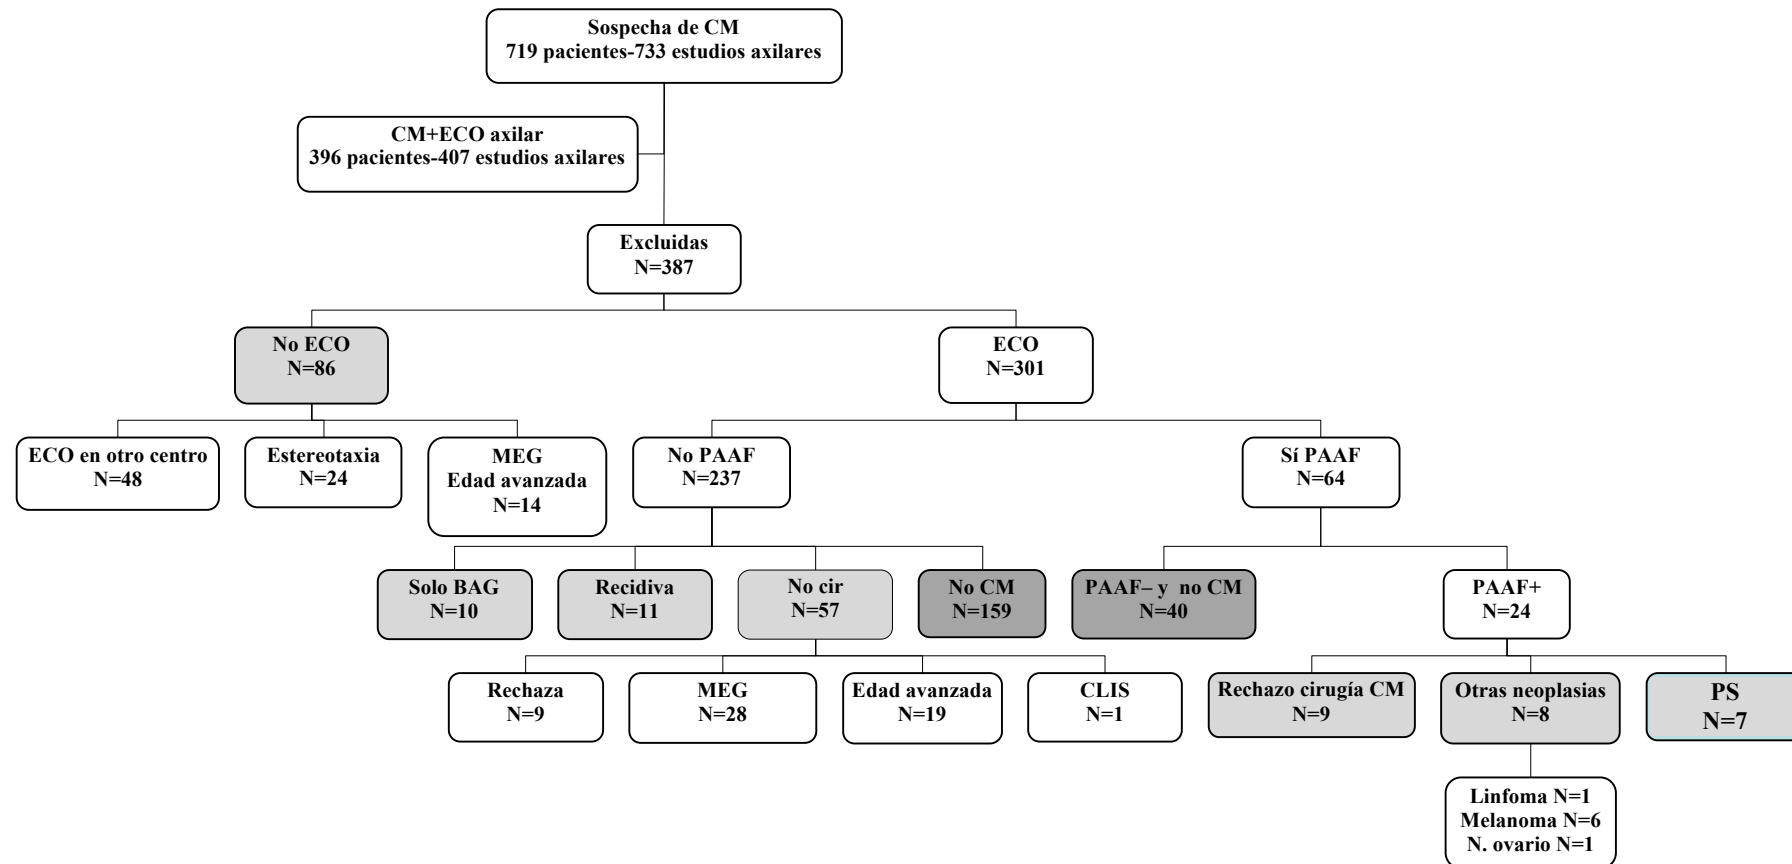 Sospecha de CM
719 pacientes-733 estudios axilares
CM+ECO axilar
396 pacientes-407 estudios axilares
Excluidas
N=387
No ECO
N=86
ECO
N=301
ECO en otro centro
N=48
Estereotaxia
N=24
MEG
Edad avanzada
N=14
No PAAF
N=237
Sí PAAF
N=64
Solo BAG
N=10
Recidiva
N=11
No cir
N=57
No CM
N=159
PAAF– y no CM
N=40
PAAF+
N=24
Rechaza
N=9
MEG
N=28
Edad avanzada
N=19
CLIS
N=1
Rechazo cirugía CM
N=9
Otras neoplasias
N=8
PS
N=7
Linfoma N=1
Melanoma N=6
N. ovario N=1